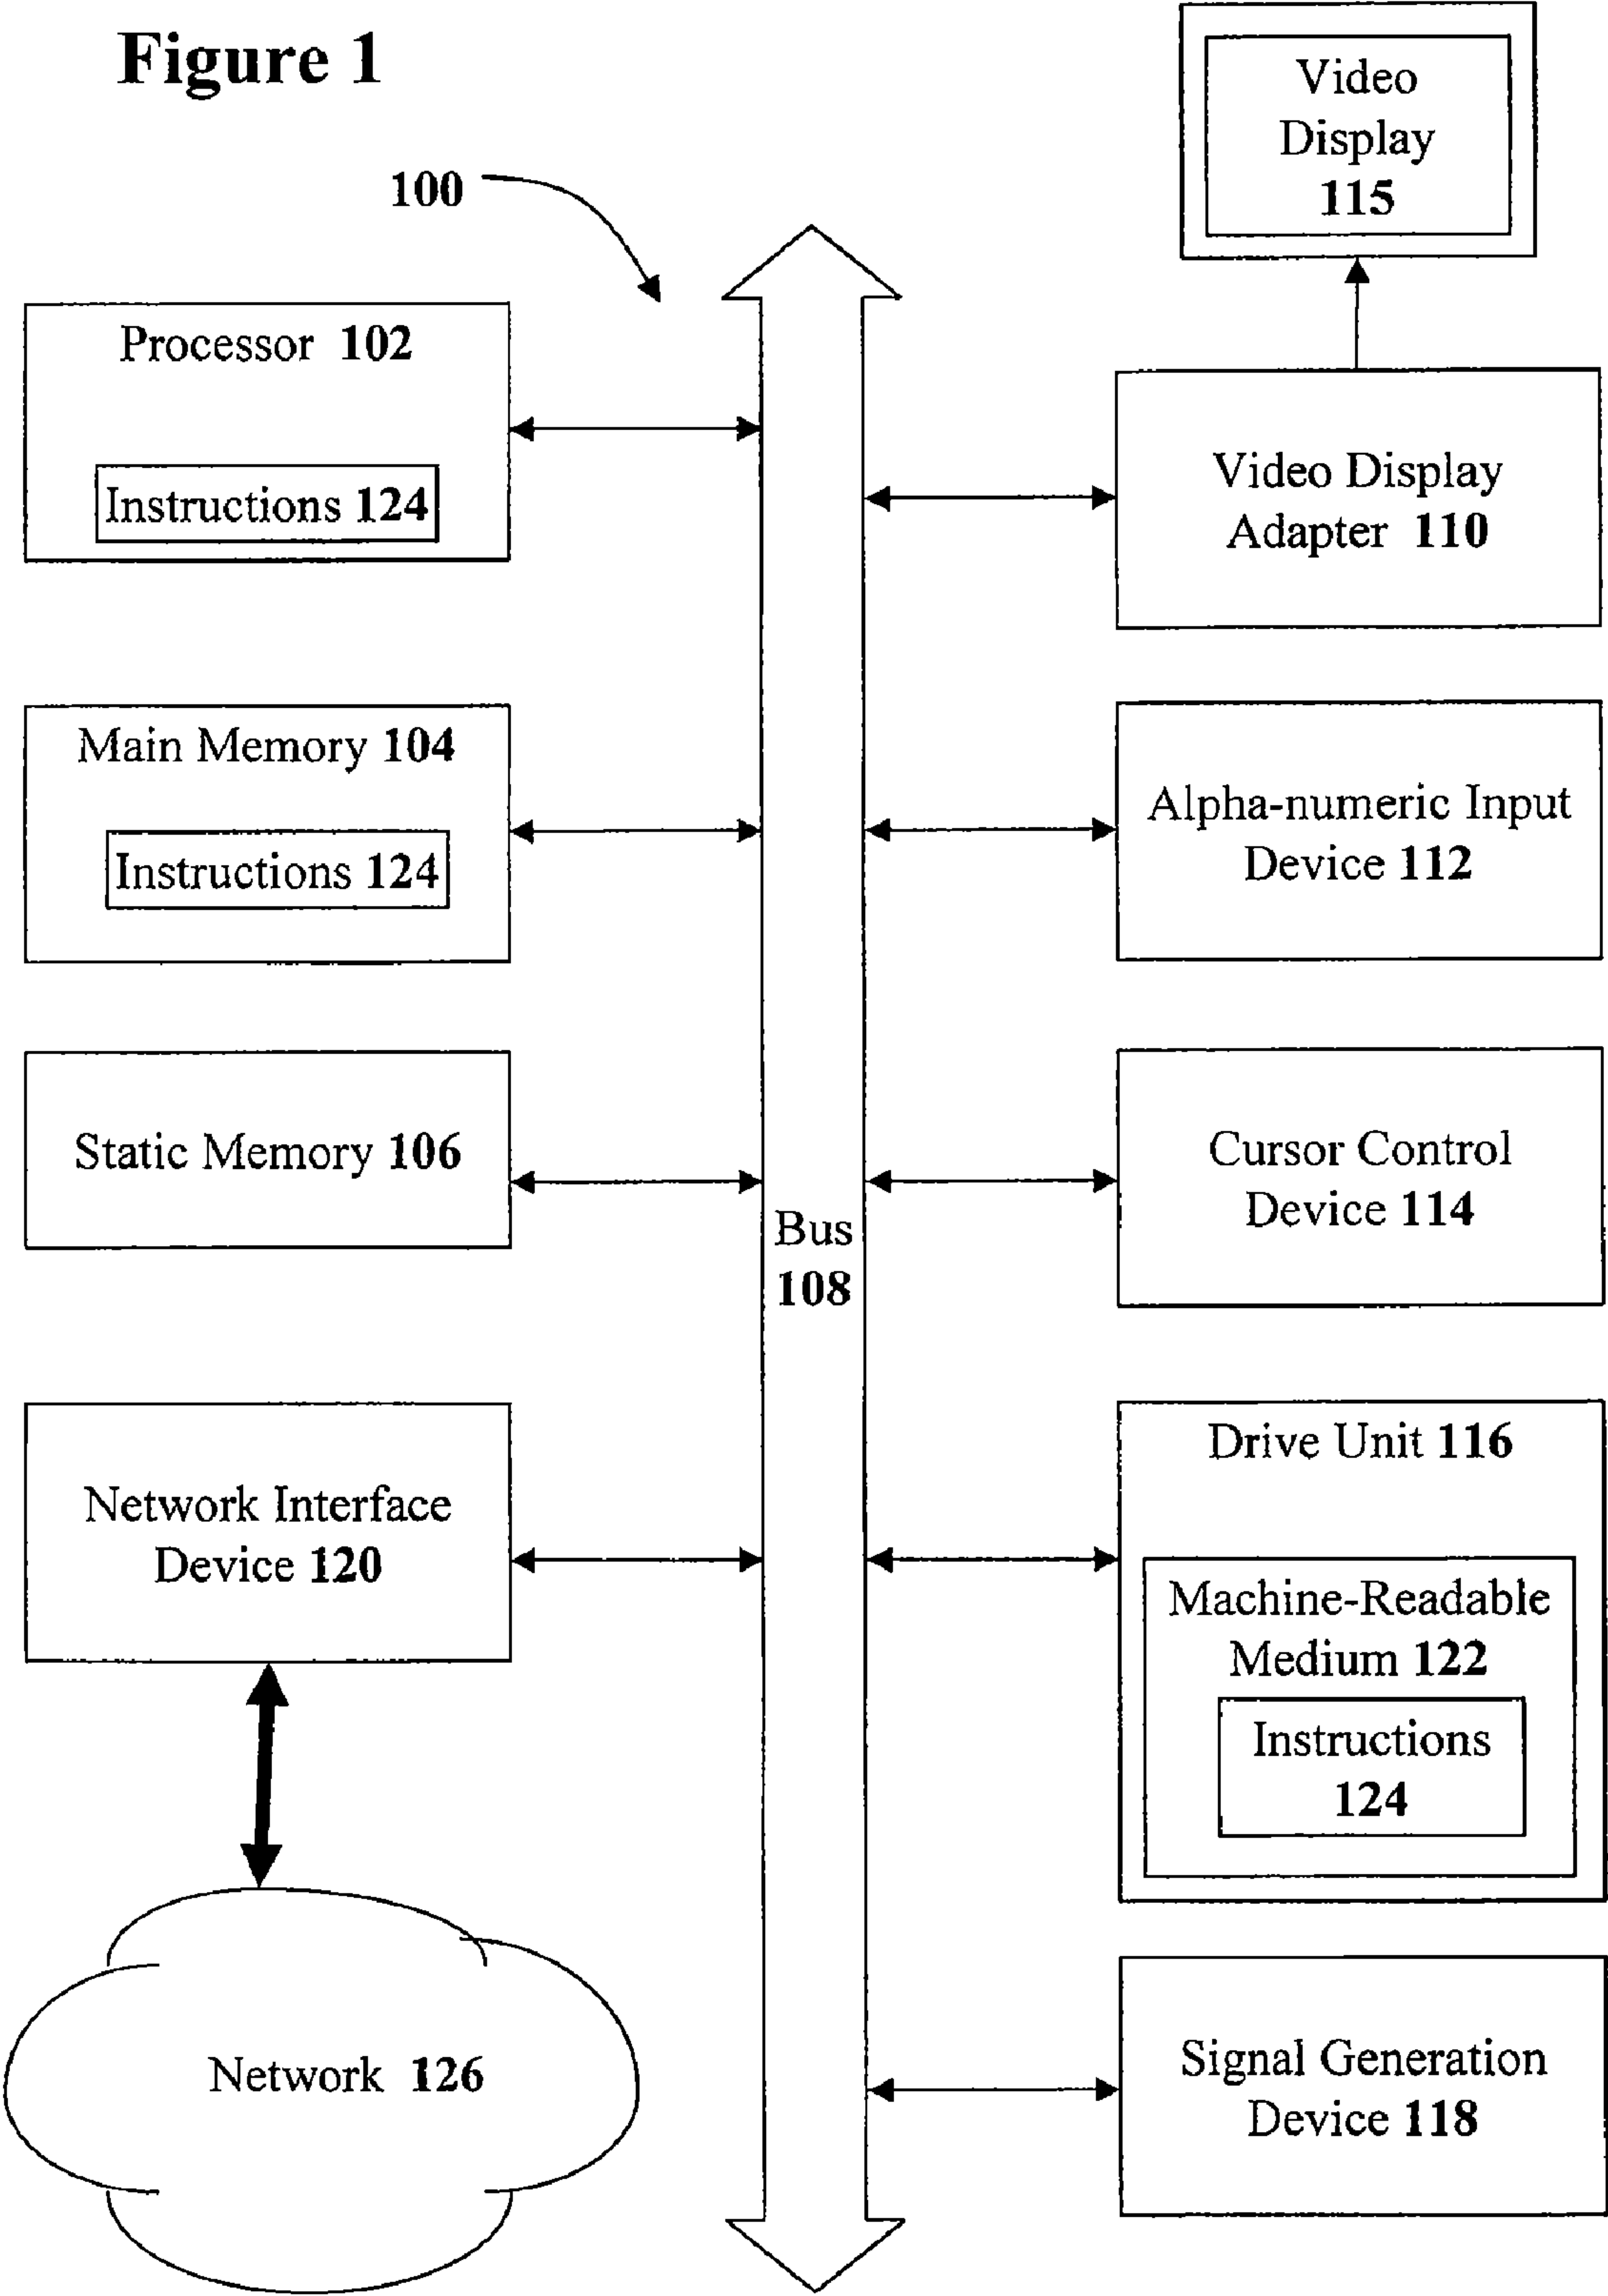 Figure 1
100
Video
Display
115
Processor 102
Instructions 124
Video Display
Adapter 110
Main Memory 104
Instructions 124
Alpha-numeric Input
Device 112
Static Memory 106
Cursor Control
Device 114
Bus
108
Network Interface
Device 120
Drive Unit 116
Machine-Readable
Medium 122
Instructions
124
Network 126
Signal Generation
Device 118